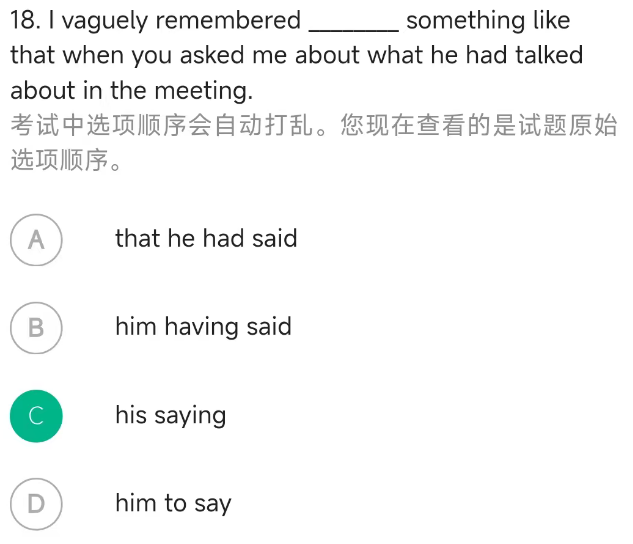 18. I vaguely remembered ________ something like
that when you asked me about what he had talked
about in the meeting.
考试中选项顺序会自动打乱。您现在查看的是试题原始
选项顺序。
A that he had said
B him having said
C his saying
D him to say